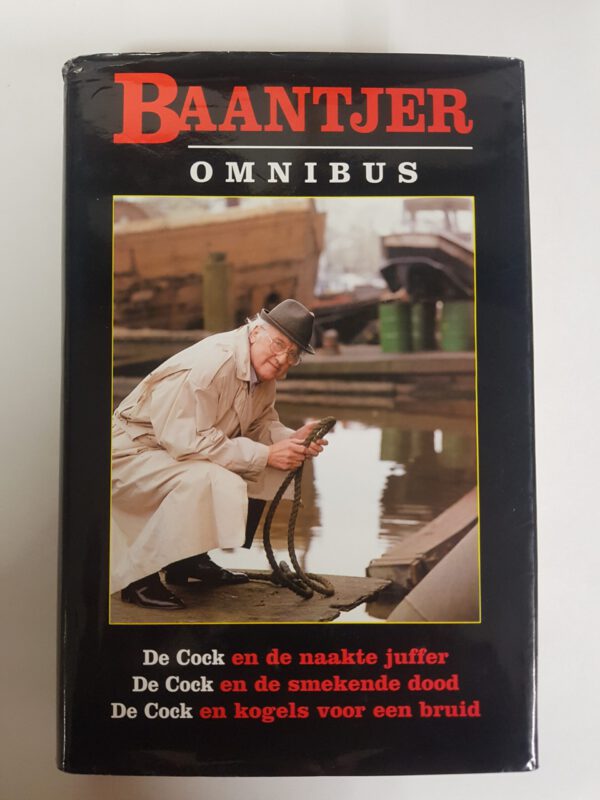 BAANTJER
OMNIBUS
De Cock en de naakte juffer
De Cock en de smekende dood
De Cock en kogels voor een bruid